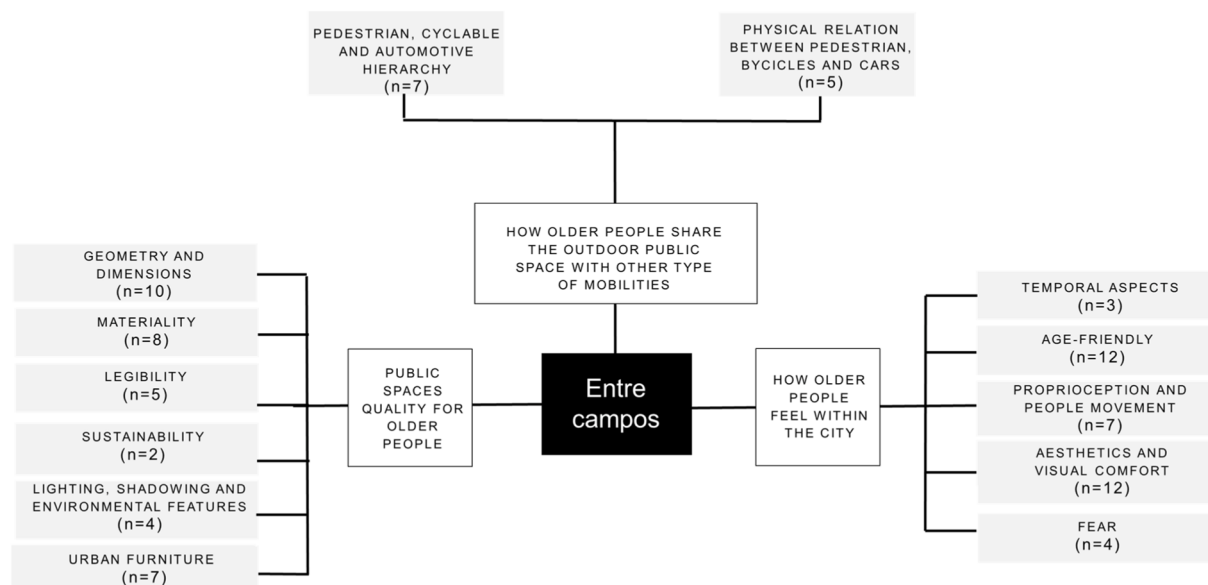 PEDESTRIAN, CYCLABLE
AND AUTOMOTIVE
HIERARCHY
(n=7)
PHYSICAL RELATION
BETWEEN PEDESTRIAN,
BYCICLES AND CARS
(n=5)
HOW OLDER PEOPLE SHARE
THE OUTDOOR PUBLIC
SPACE WITH OTHER TYPE
OF MOBILITIES
GEOMETRY AND
DIMENSIONS
(n=10)
MATERIALITY
(n=8)
LEGIBILITY
(n=5)
SUSTAINABILITY
(n=2)
LIGHTING, SHADOWING AND
ENVIRONMENTAL FEATURES
(n=4)
URBAN FURNITURE
(n=7)
PUBLIC
SPACES
QUALITY FOR
OLDER
PEOPLE
Entre
campos
HOW OLDER
PEOPLE
FEEL WITHIN
THE CITY
TEMPORAL ASPECTS
(n=3)
AGE-FRIENDLY
(n=12)
PROPRIOCEPTION AND
PEOPLE MOVEMENT
(n=7)
AESTHETICS AND
VISUAL COMFORT
(n=12)
FEAR
(n=4)